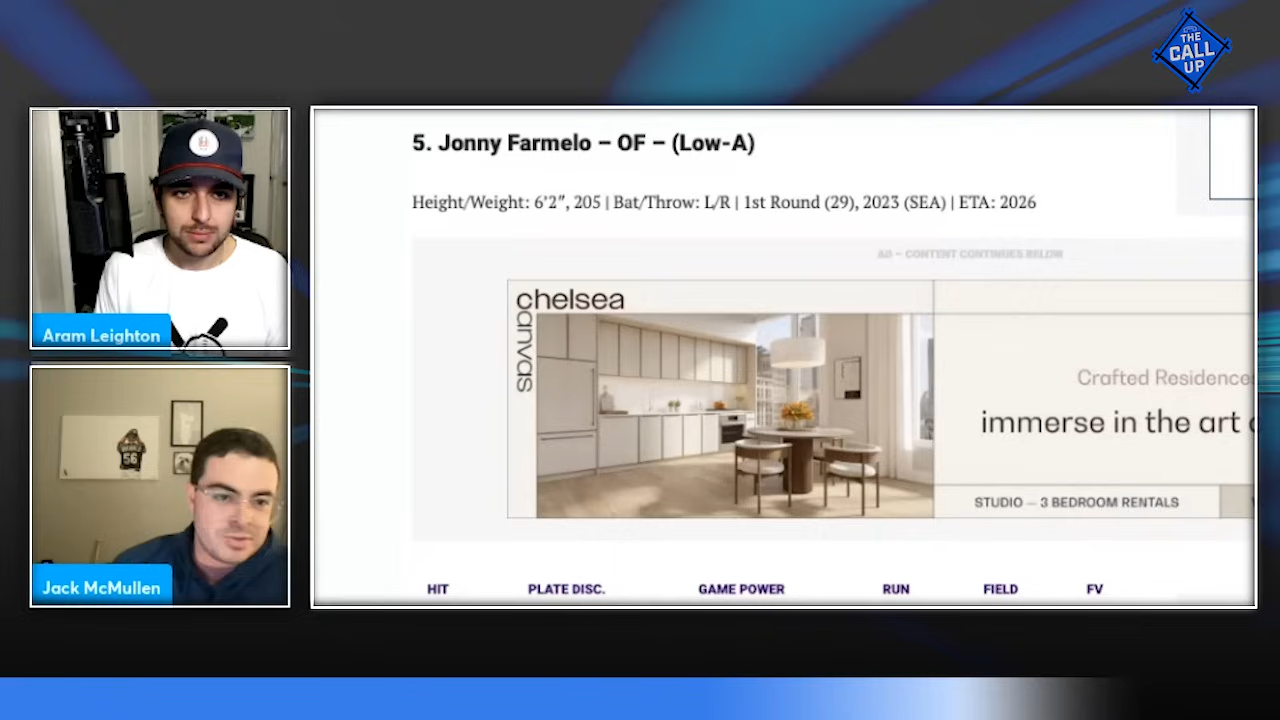 THE
CALL
UP
Aram Leighton
56
Jack McMullen
5. Jonny Farmelo – OF – (Low-A)
Height/Weight: 6’2″, 205 | Bat/Throw: L/R | 1st Round (29), 2023 (SEA) | ETA: 2026
AD – CONTENT CONTINUES BELOW
chelsea
canvas
Crafted Residence
immerse in the art
STUDIO — 3 BEDROOM RENTALS
HIT PLATE DISC. GAME POWER RUN FIELD FV